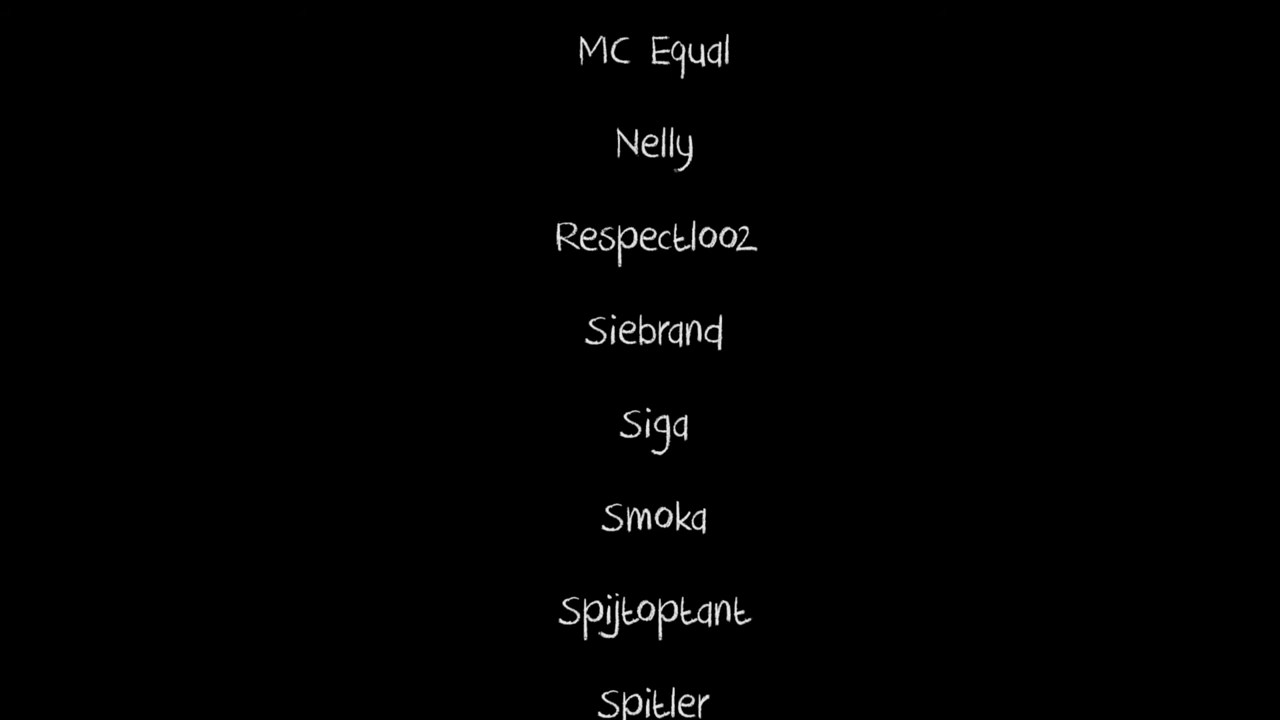 MC Equal
Nelly
Respect1002
Siebrand
Siga
Smoka
Spijtoptant
Spitler